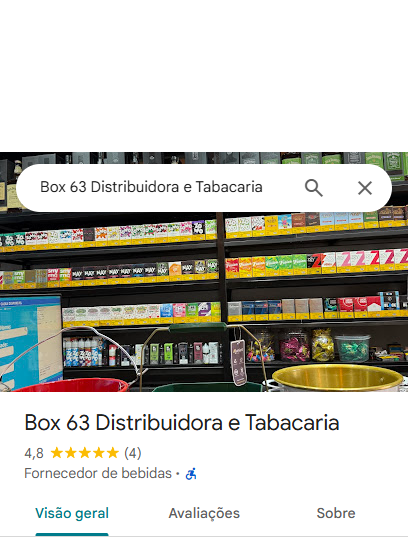 Box 63 Distribuidora e Tabacaria
Box 63 Distribuidora e Tabacaria
4,8 (4)
Fornecedor de bebidas ·
Visão geral
Avaliações
Sobre